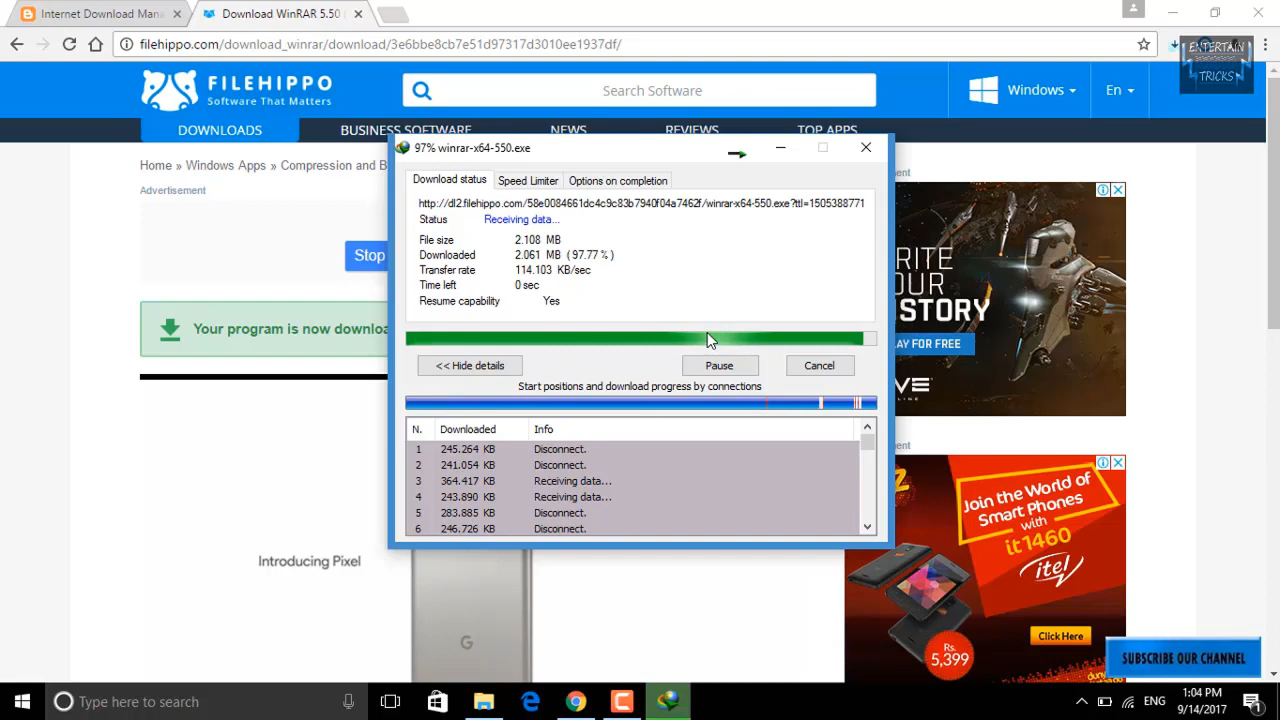 Internet Download Man
Download WinRAR 5.50
filehippo.com/download_winrar/download/3e6bbe8cb7e51d97317d3010ee1937df/
ENTERTAIN
TRICKS
FILEHIPPO
Software That Matters
Search Software
Windows
En
DOWNLOADS
BUSINESS SOFTWARE
NEWS
REVIEWS
TOP APPS
Home » Windows Apps » Compression and B
Advertisement
Stop
Your program is now downloa
Introducing Pixel
G
97% winrar-x64-550.exe
Download status
Speed Limiter
Options on completion
http://dl2.filehippo.com/58e0084661dc4c9c83b7940f04a7462f/winrar-x64-550.exe?ttl=1505388771
Status Receiving data...
File size 2.108 MB
Downloaded 2.061 MB ( 97.77 % )
Transfer rate 114.103 KB/sec
Time left 0 sec
Resume capability Yes
<< Hide details
Pause
Cancel
Start positions and download progress by connections
N. Downloaded Info
1 245.264 KB Disconnect.
2 241.054 KB Disconnect.
3 364.417 KB Receiving data...
4 243.890 KB Receiving data...
5 283.885 KB Disconnect.
6 246.726 KB Disconnect.
ment
RITE
OUR
STORY
LAY FOR FREE
VE
ONLINE
ment
Join the World of
Smart Phones
with
it1460
itel
Rs.
5,399
Click Here
SUBSCRIBE OUR CHANNEL
Type here to search
ENG
1:04 PM
9/14/2017
1